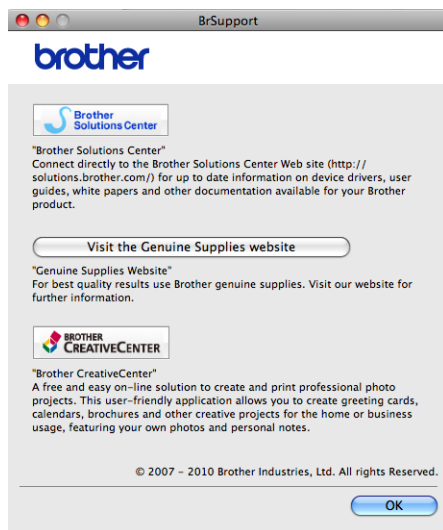 BrSupport
brother
Brother
Solutions Center
"Brother Solutions Center"
Connect directly to the Brother Solutions Center Web site (http://
solutions.brother.com/) for up to date information on device drivers, user
guides, white papers and other documentation available for your Brother
product.
Visit the Genuine Supplies website
"Genuine Supplies Website"
For best quality results use Brother genuine supplies. Visit our website for
further information.
BROTHER
CREATIVECENTER
"Brother CreativeCenter"
A free and easy on-line solution to create and print professional photo
projects. This user-friendly application allows you to create greeting cards,
calendars, brochures and other creative projects for the home or business
usage, featuring your own photos and personal notes.
© 2007 - 2010 Brother Industries, Ltd. All rights Reserved.
OK